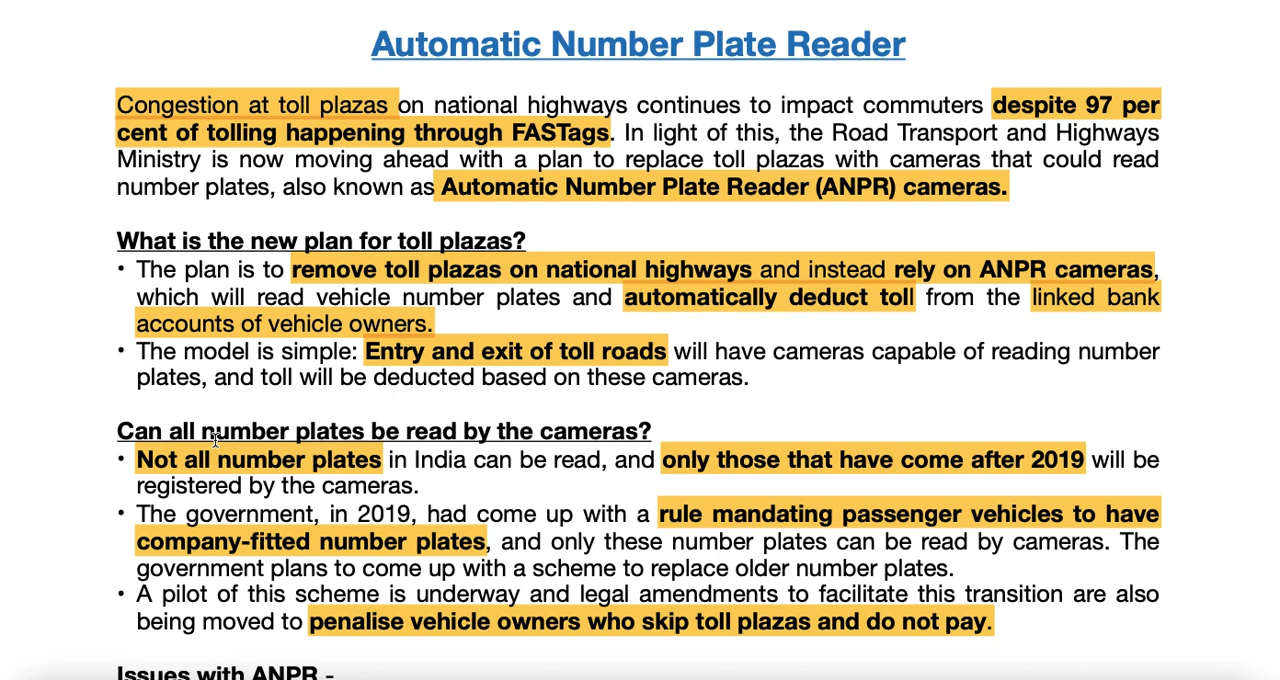 Automatic Number Plate Reader
Congestion at toll plazas on national highways continues to impact commuters despite 97 per
cent of tolling happening through FASTags. In light of this, the Road Transport and Highways
Ministry is now moving ahead with a plan to replace toll plazas with cameras that could read
number plates, also known as Automatic Number Plate Reader (ANPR) cameras.
What is the new plan for toll plazas?
• The plan is to remove toll plazas on national highways and instead rely on ANPR cameras,
which will read vehicle number plates and automatically deduct toll from the linked bank
accounts of vehicle owners.
• The model is simple: Entry and exit of toll roads will have cameras capable of reading number
plates, and toll will be deducted based on these cameras.
Can all number plates be read by the cameras?
• Not all number plates in India can be read, and only those that have come after 2019 will be
registered by the cameras.
• The government, in 2019, had come up with a rule mandating passenger vehicles to have
company-fitted number plates, and only these number plates can be read by cameras. The
government plans to come up with a scheme to replace older number plates.
• A pilot of this scheme is underway and legal amendments to facilitate this transition are also
being moved to penalise vehicle owners who skip toll plazas and do not pay.
Issues with ANPR -